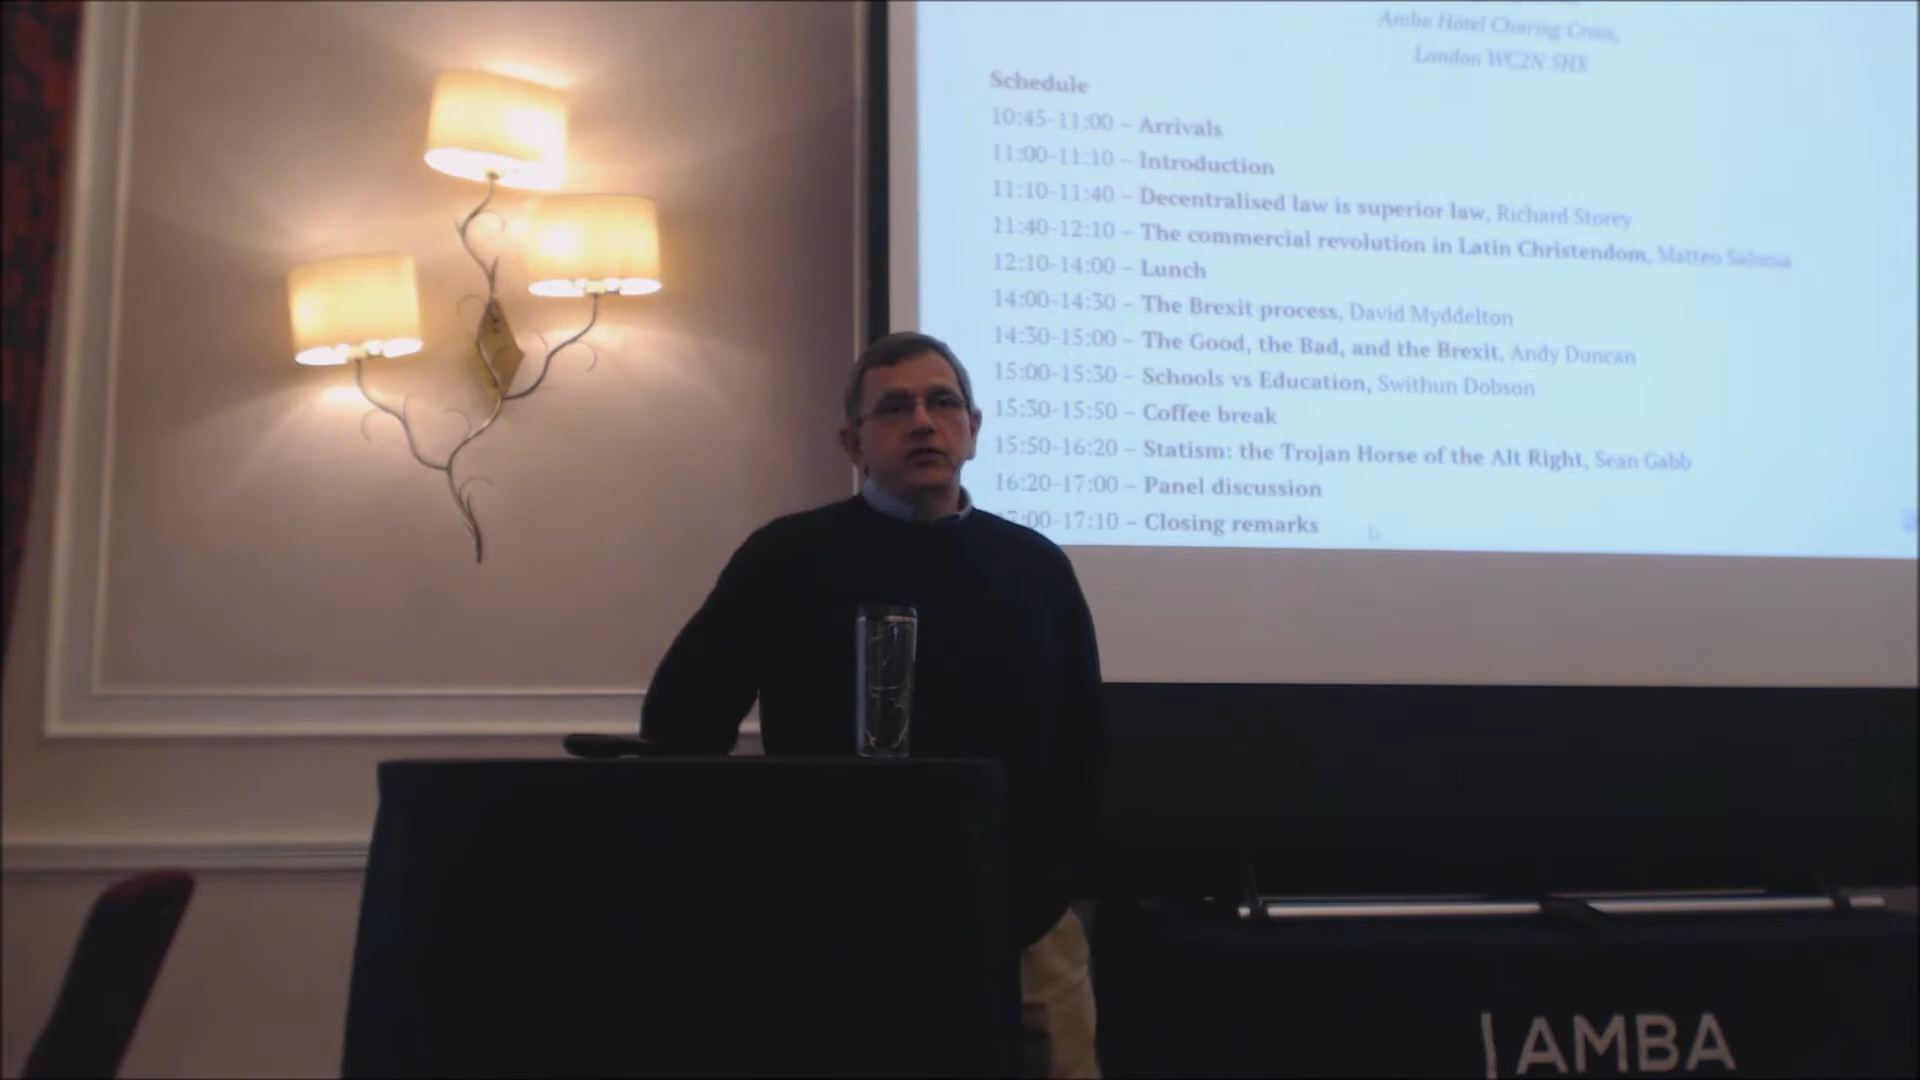 Amba Hotel Charing Cross,
London WC2N 5HX
Schedule
10:45-11:00 – Arrivals
11:00-11:10 – Introduction
11:10-11:40 – Decentralised law is superior law, Richard Storey
11:40-12:10 – The commercial revolution in Latin Christendom, Matteo Salonia
12:10-14:00 – Lunch
14:00-14:30 – The Brexit process, David Myddelton
14:30-15:00 – The Good, the Bad, and the Brexit, Andy Duncan
15:00-15:30 – Schools vs Education, Swithun Dobson
15:30-15:50 – Coffee break
15:50-16:20 – Statism: the Trojan Horse of the Alt Right, Sean Gabb
16:20-17:00 – Panel discussion
:00-17:10 – Closing remarks
AMBA